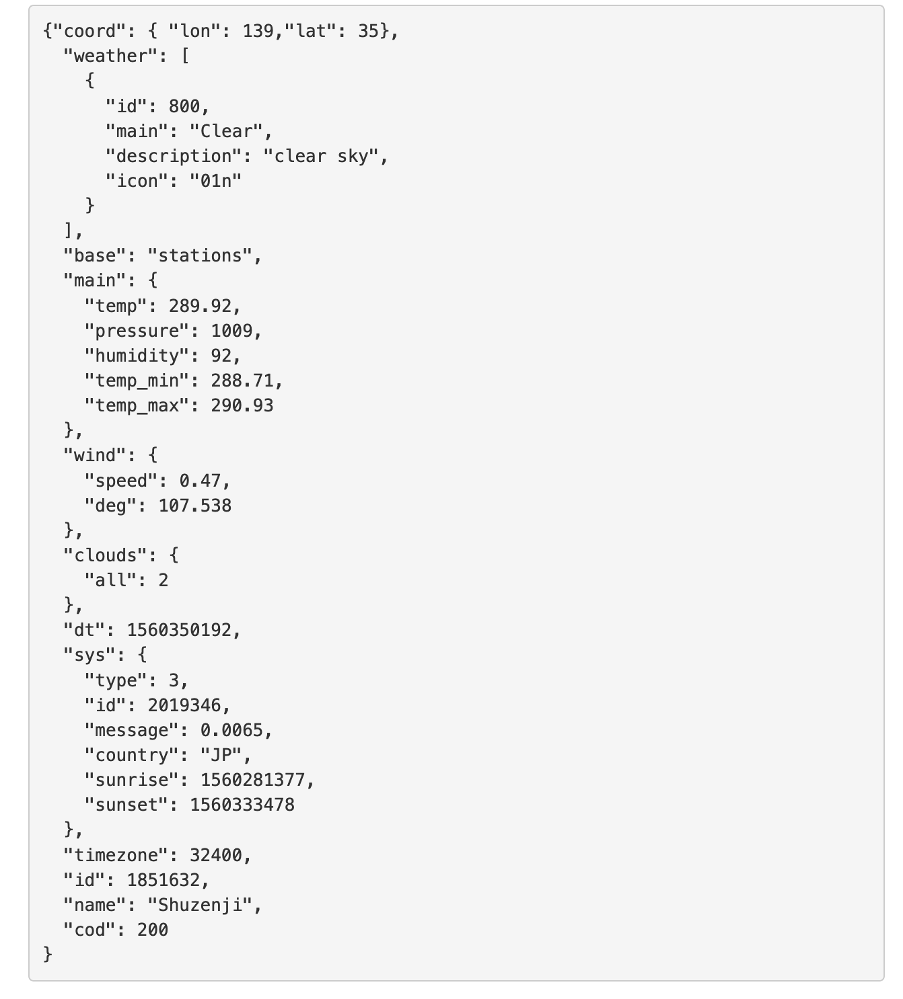 {"coord": { "lon": 139,"lat": 35},
  "weather": [
    {
      "id": 800,
      "main": "Clear",
      "description": "clear sky",
      "icon": "01n"
    }
  ],
  "base": "stations",
  "main": {
    "temp": 289.92,
    "pressure": 1009,
    "humidity": 92,
    "temp_min": 288.71,
    "temp_max": 290.93
  },
  "wind": {
    "speed": 0.47,
    "deg": 107.538
  },
  "clouds": {
    "all": 2
  },
  "dt": 1560350192,
  "sys": {
    "type": 3,
    "id": 2019346,
    "message": 0.0065,
    "country": "JP",
    "sunrise": 1560281377,
    "sunset": 1560333478
  },
  "timezone": 32400,
  "id": 1851632,
  "name": "Shuzenji",
  "cod": 200
}